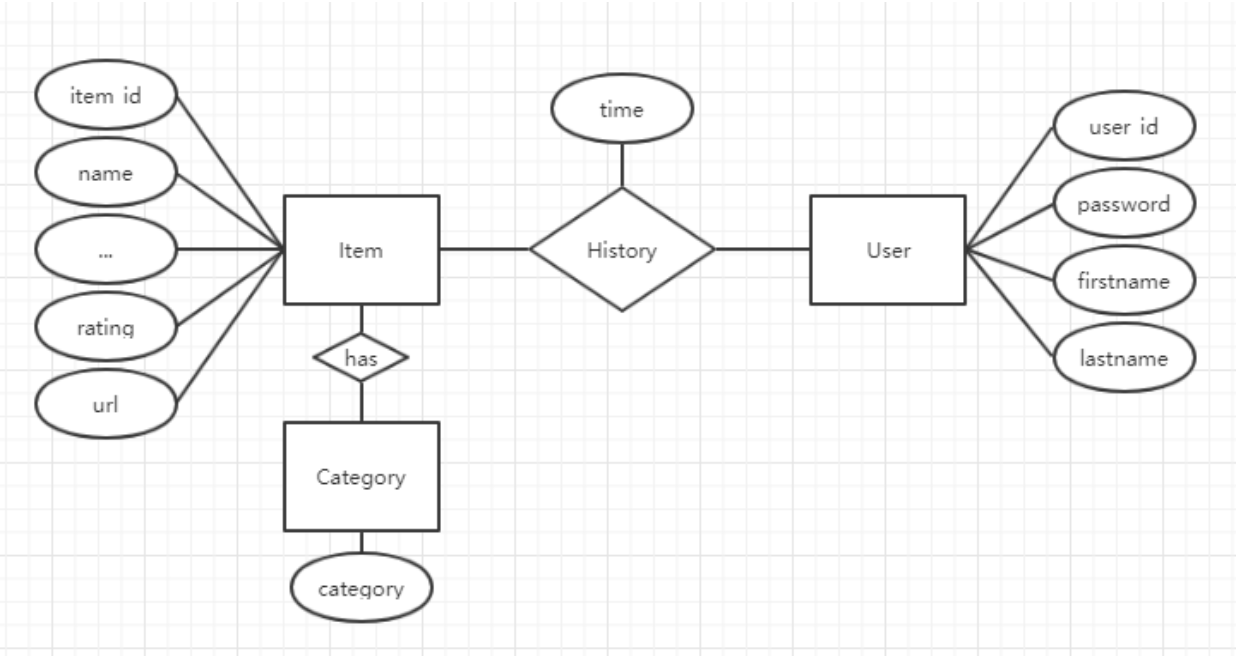 item id
name
...
rating
url
Item
has
Category
category
time
History
User
user id
password
firstname
lastname